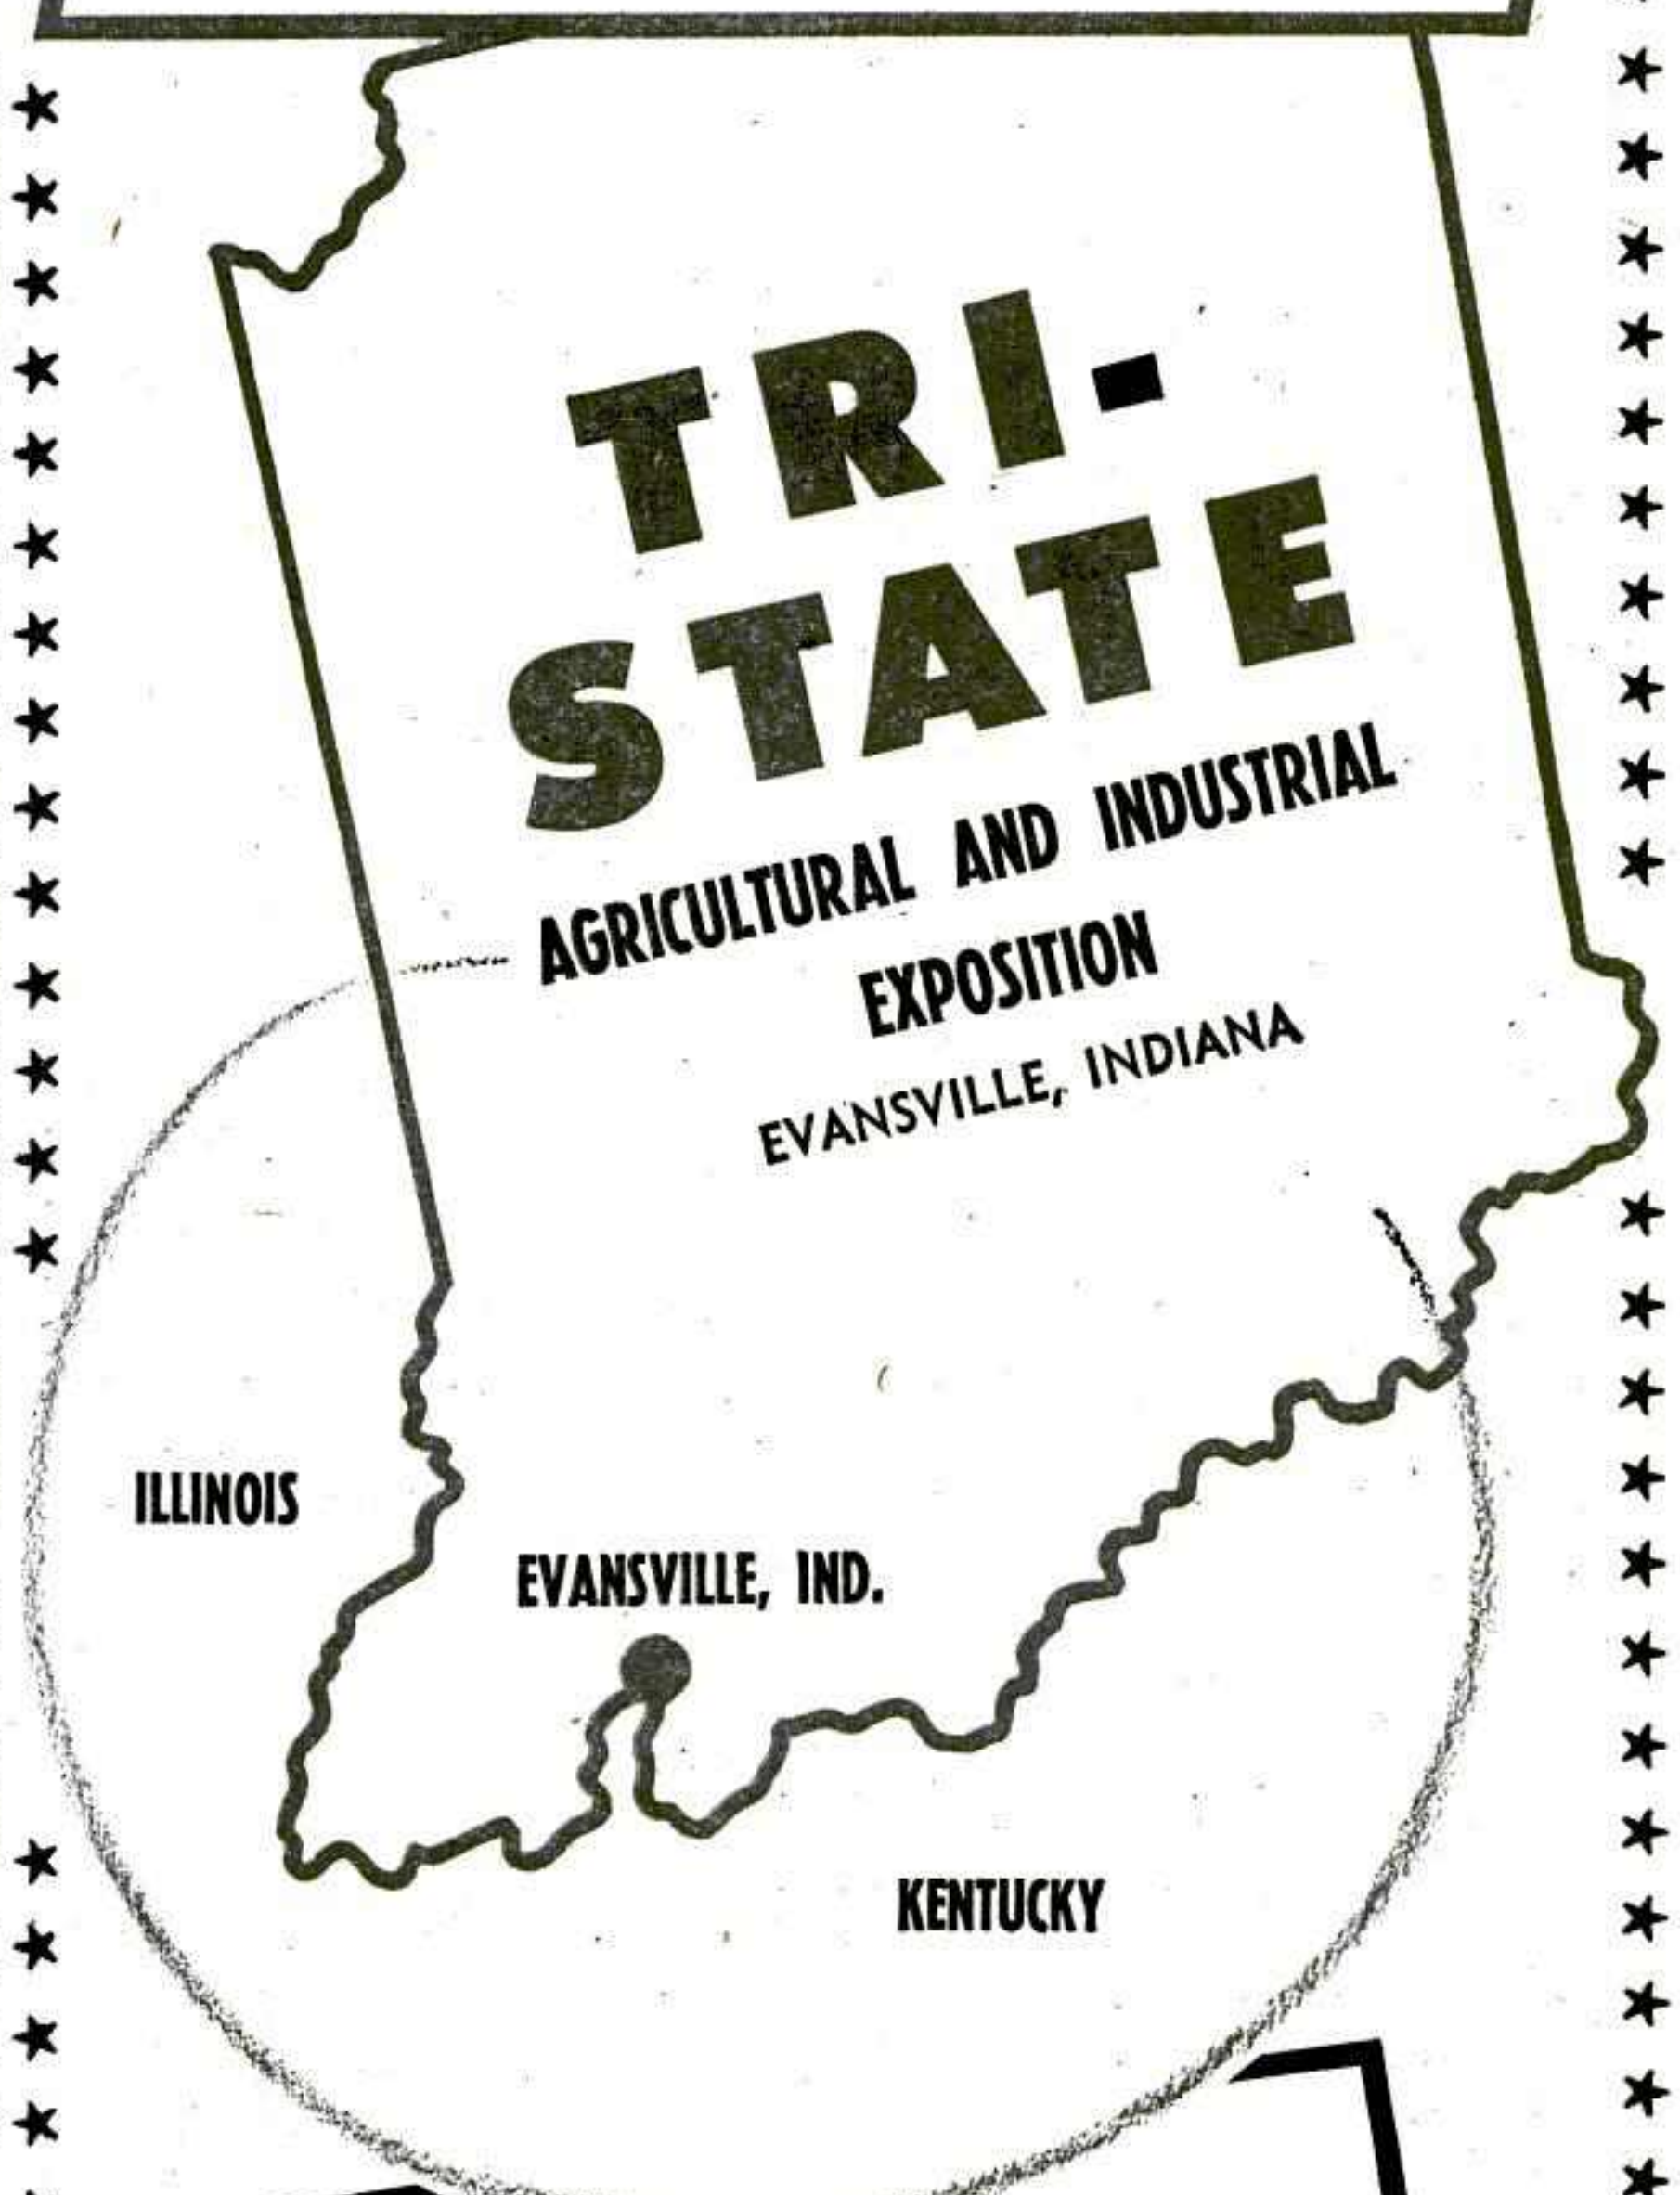 TRI-
STATE
AGRICULTURAL AND INDUSTRIAL
EXPOSITION
EVANSVILLE, INDIANA
ILLINOIS
EVANSVILLE, IND.
KENTUCKY